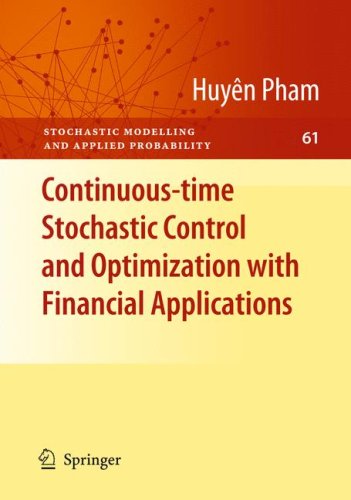 Huyên Pham
STOCHASTIC MODELLING
AND APPLIED PROBABILITY
61
Continuous-time
Stochastic Control
and Optimization with
Financial Applications
Springer